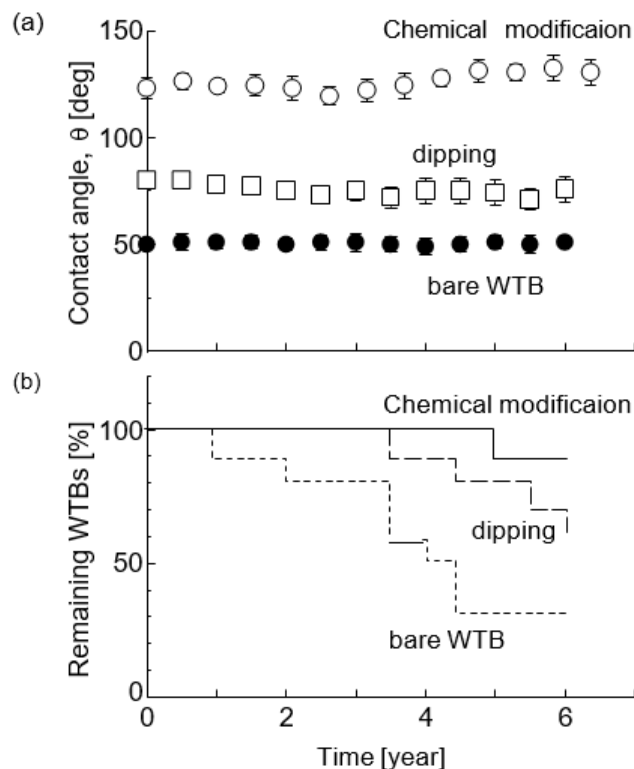 (a)
150
100
50
0
Contact angle, θ [deg]
Chemical modificaion
dipping
bare WTB
(b)
100
50
0
Remaining WTBs [%]
Chemical modificaion
dipping
bare WTB
0 2 4 6
Time [year]